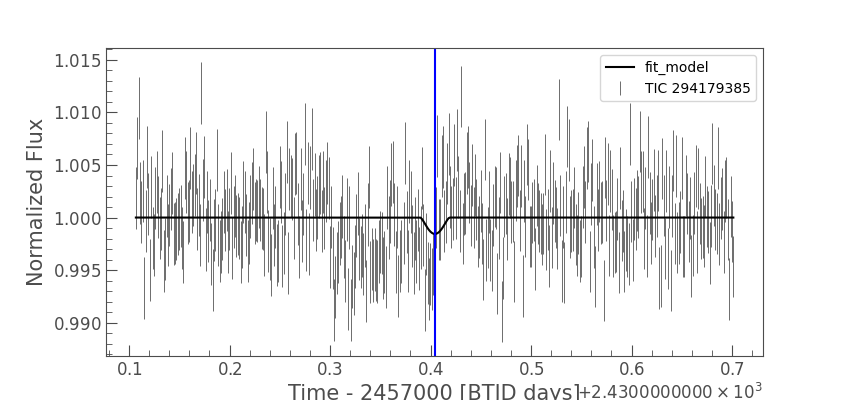 1.015
1.010
1.005
1.000
0.995
0.990
Normalized Flux
fit_model
TIC 294179385
0.1 0.2 0.3 0.4 0.5 0.6 0.7
Time - 2457000 [BTJD days]
+2.4300000000 × 10³